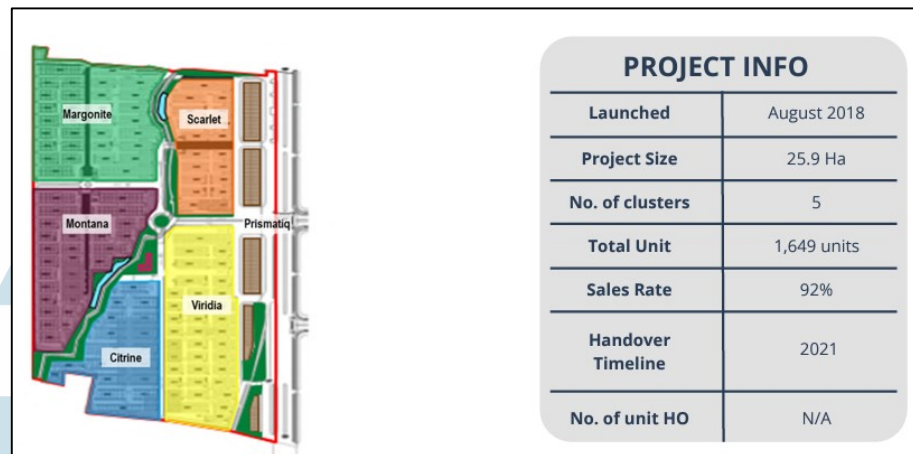 Margonite
Scarlet
Montana
Prismatiq
Viridia
Citrine
PROJECT INFO
Launched August 2018
Project Size 25.9 Ha
No. of clusters 5
Total Unit 1,649 units
Sales Rate 92%
Handover
Timeline 2021
No. of unit HO N/A